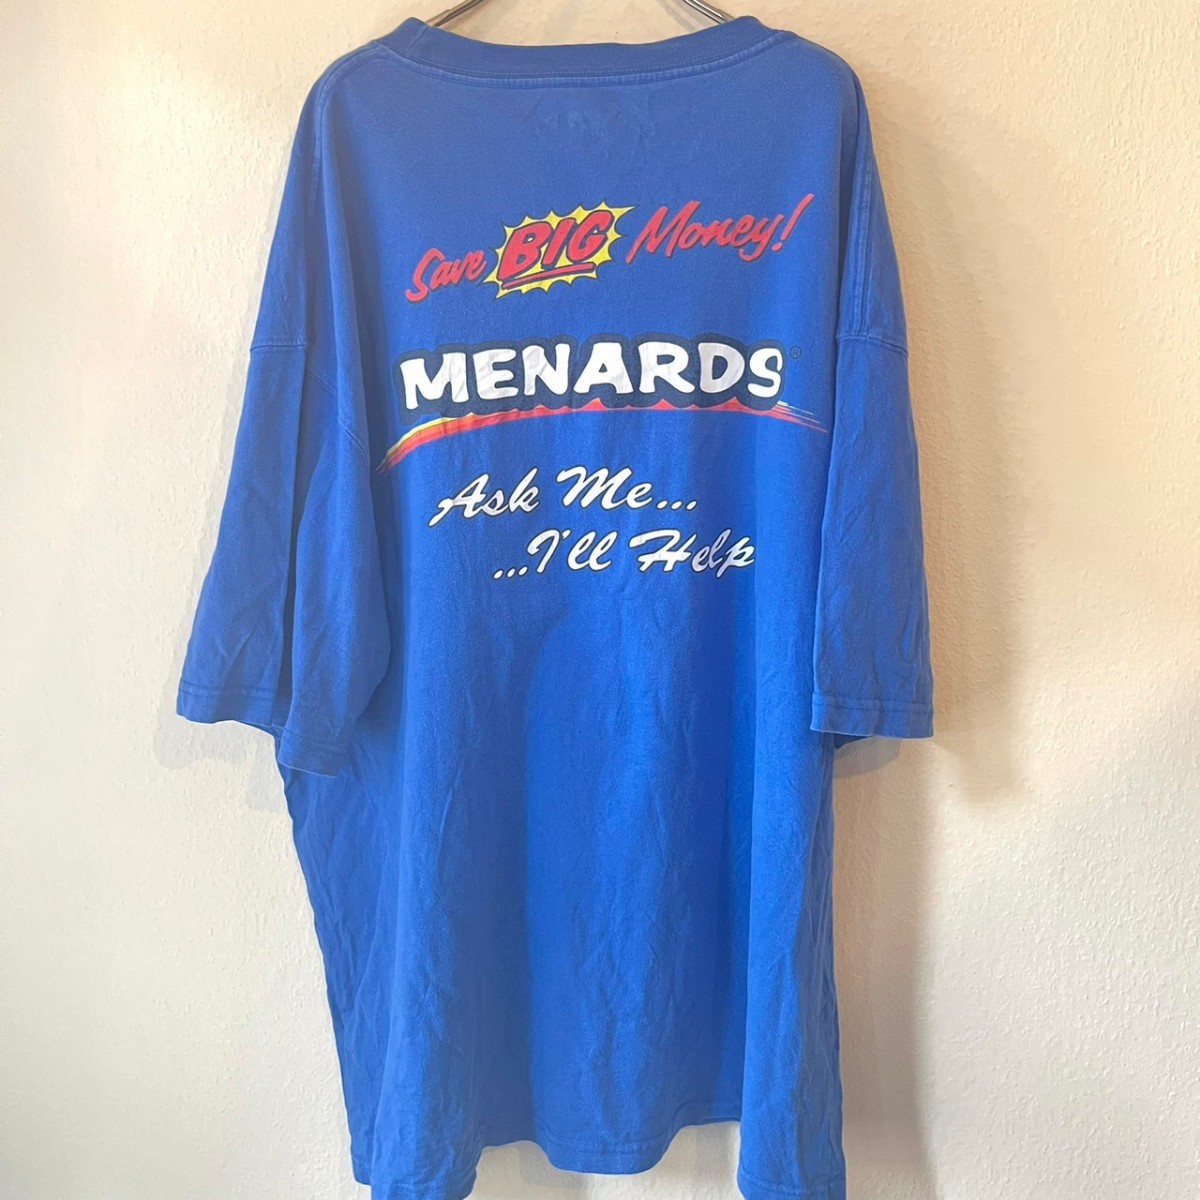 Save BIG Money!
MENARDS®
Ask Me...
...I'll Help